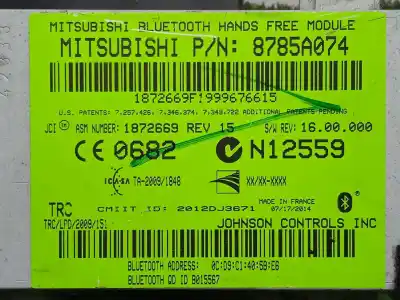 MITSUBISHI BLUETOOTH HANDS FREE MODULE
MITSUBISHI P/N: 8785A074
1872669F1999676615
U.S. PATENTS: 7,257,426, 7,346,374, 7,349,722 ADDITIONAL PATENTS PENDING
JCI ASM NUMBER: 1872669 REV 15 S/W REV: 16.00.000
CE 0682 N12559
ICASA TA-2009/1848 XX/XX-XXXX
MADE IN FRANCE
TRC CMIIT ID: 2012DJ3671 07/17/2014
TRC/LPD/2009/151 JOHNSON CONTROLS INC
BLUETOOTH ADDRESS: 0C:D9:C1:40:5B:E6
BLUETOOTH QD ID B015567